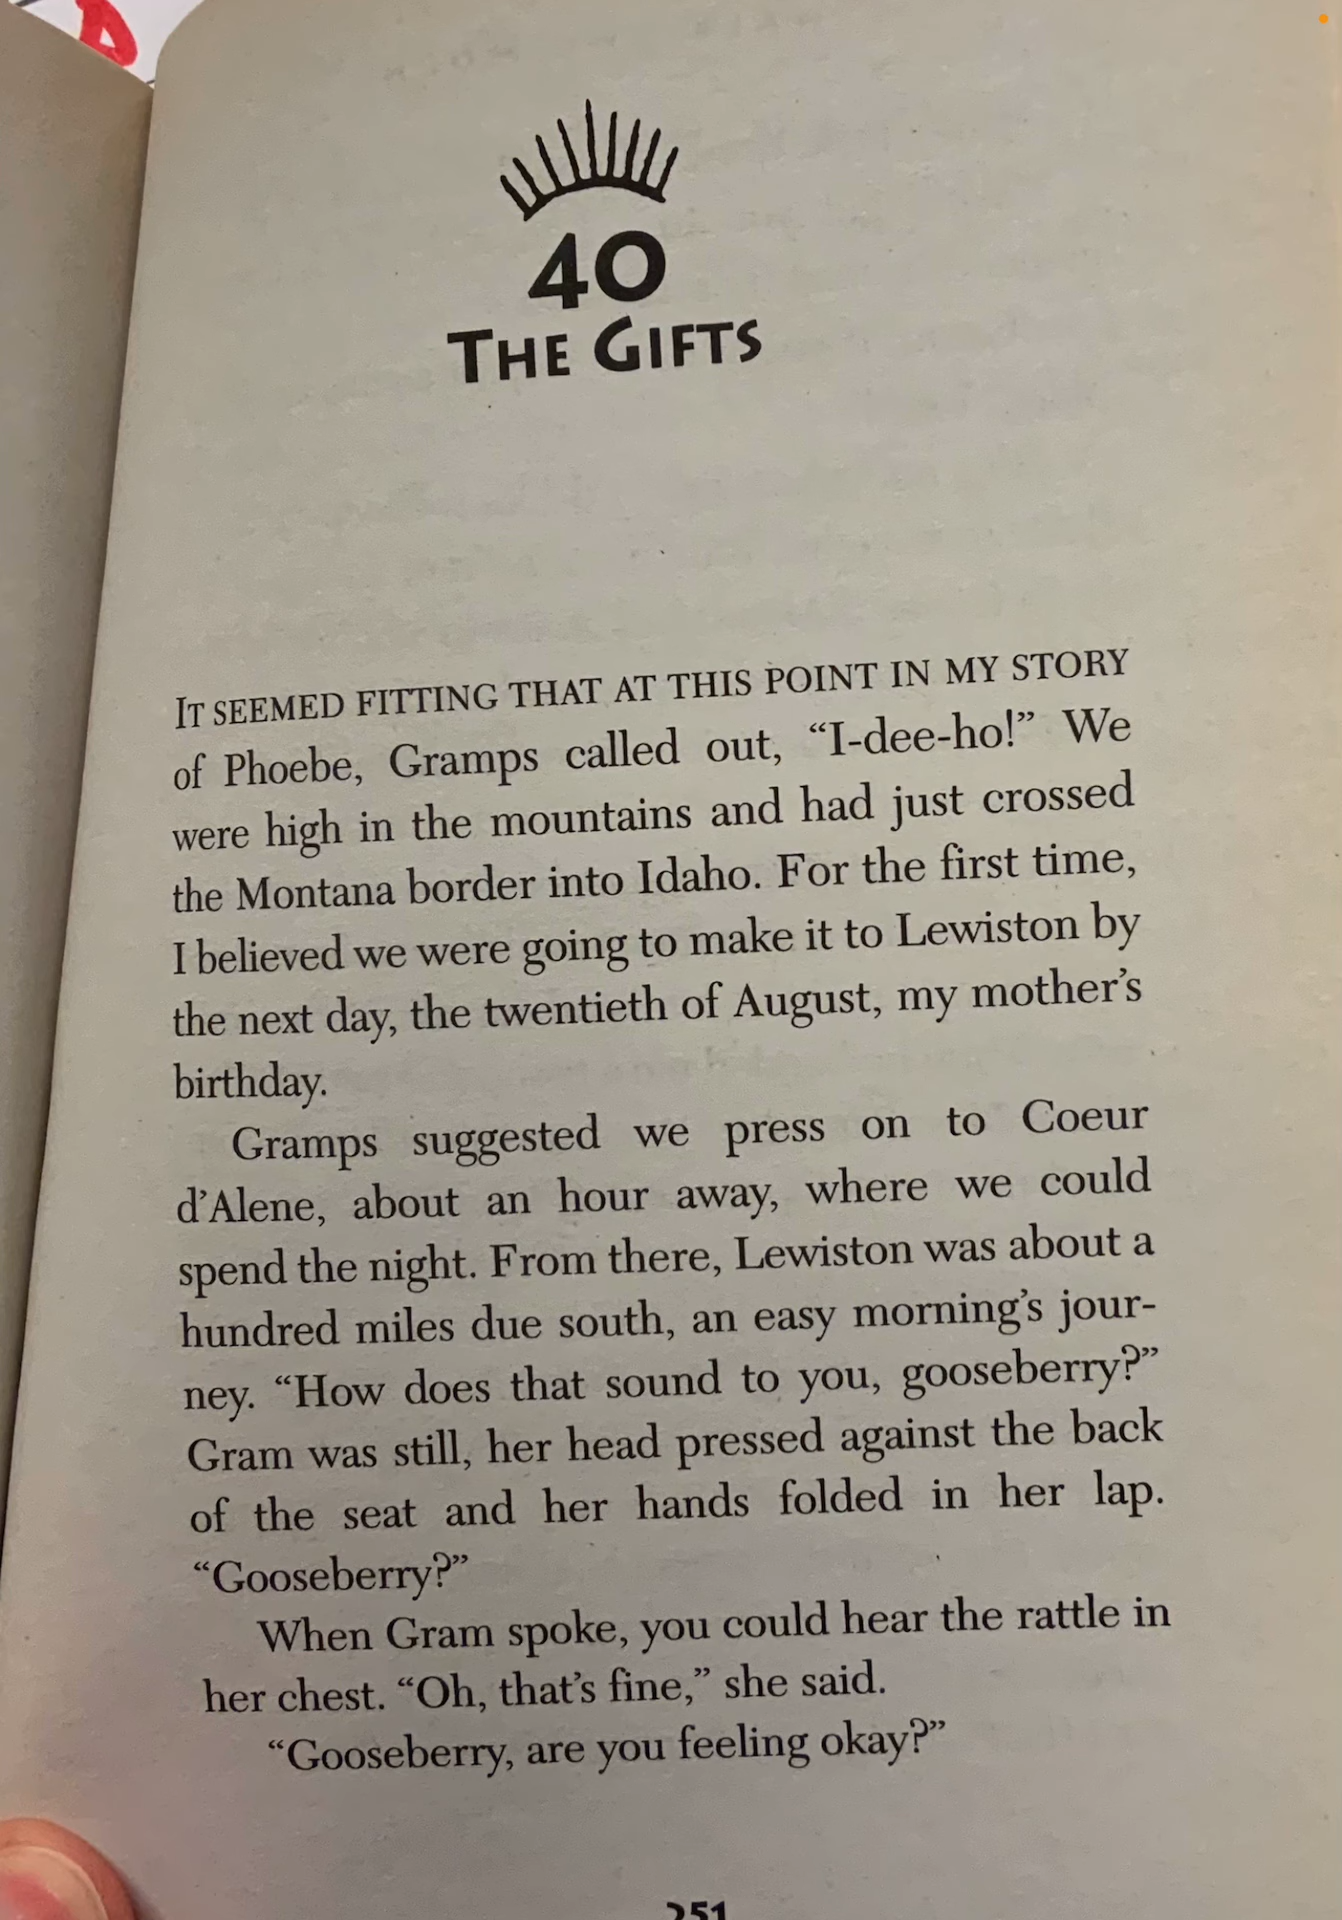 40
THE GIFTS
IT SEEMED FITTING THAT AT THIS POINT IN MY STORY
of Phoebe, Gramps called out, “I-dee-ho!” We
were high in the mountains and had just crossed
the Montana border into Idaho. For the first time,
I believed we were going to make it to Lewiston by
the next day, the twentieth of August, my mother’s
birthday.
Gramps suggested we press on to Coeur
d’Alene, about an hour away, where we could
spend the night. From there, Lewiston was about a
hundred miles due south, an easy morning’s jour-
ney. “How does that sound to you, gooseberry?”
Gram was still, her head pressed against the back
of the seat and her hands folded in her lap.
“Gooseberry?”
When Gram spoke, you could hear the rattle in
her chest. “Oh, that’s fine,” she said.
“Gooseberry, are you feeling okay?”
251